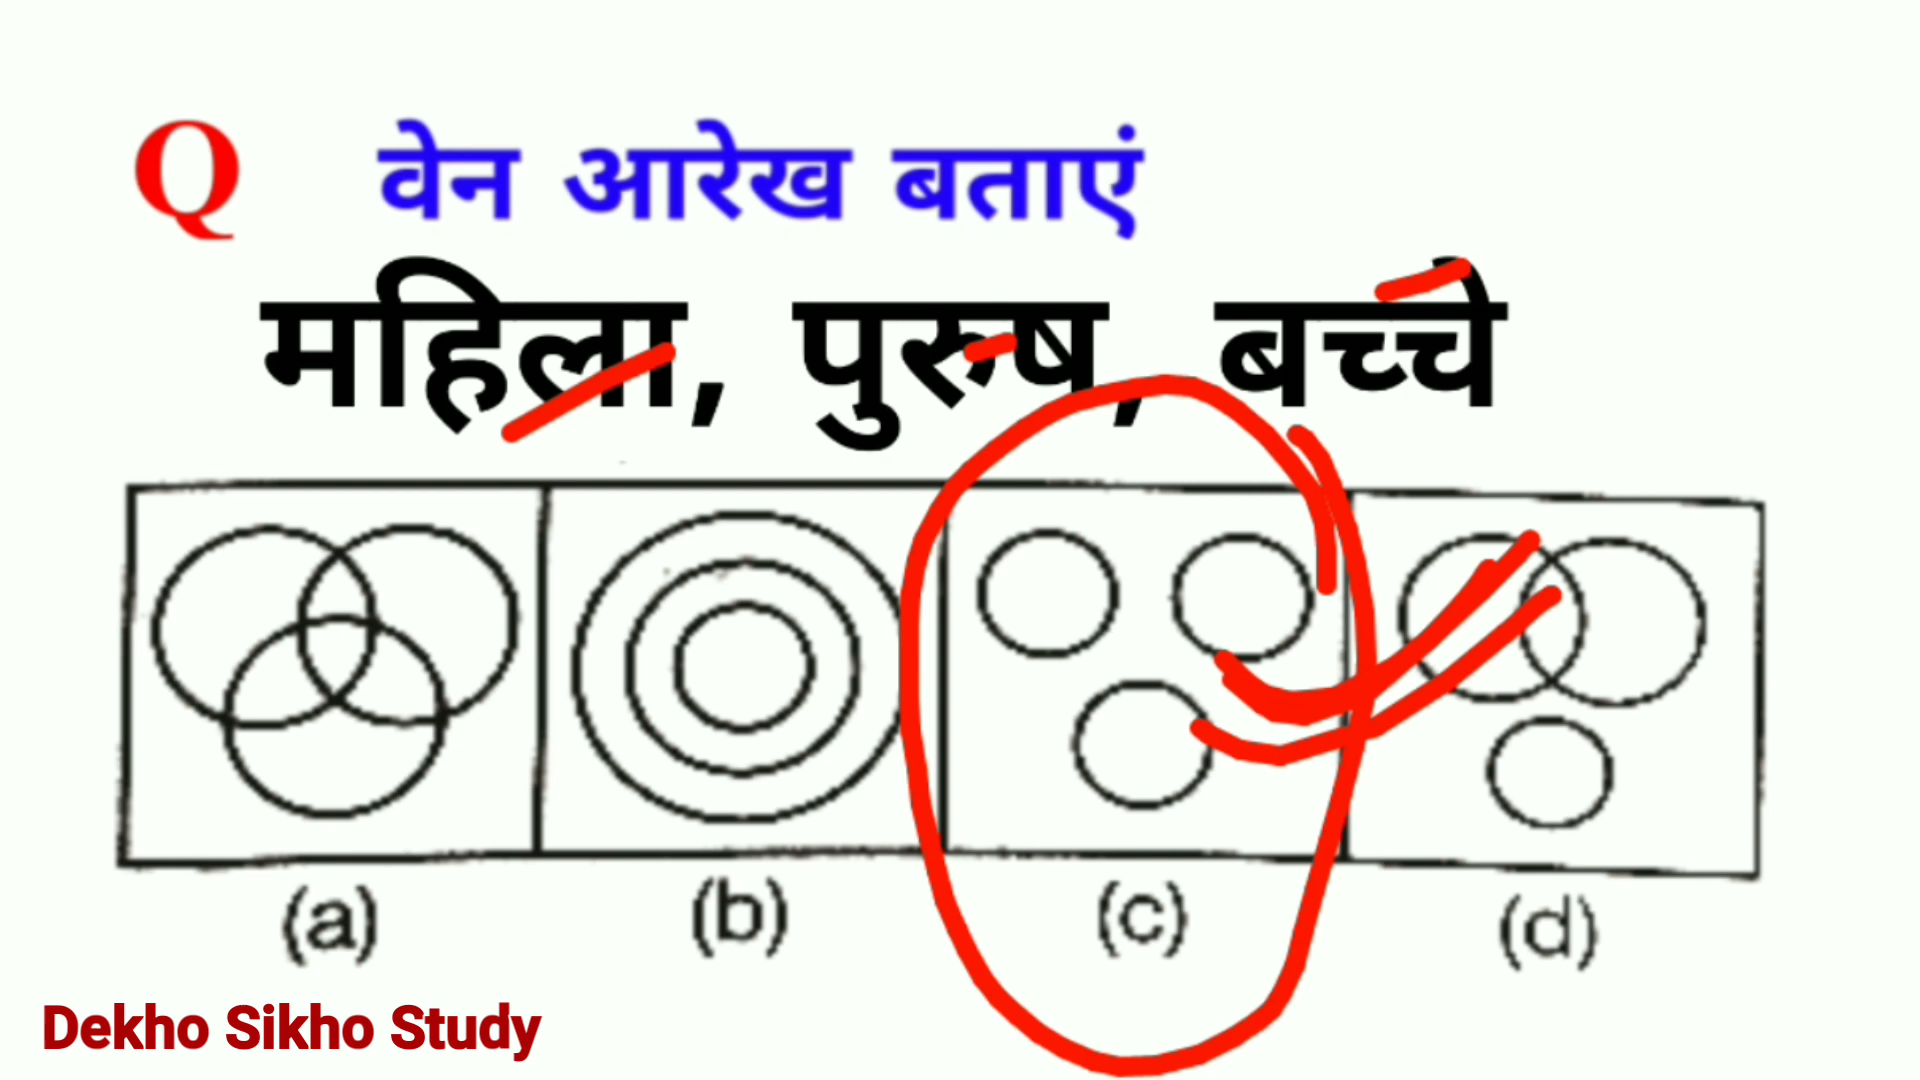 Q वेन आरेख बताएं
महिला, पुरुष, बच्चे
(a) (b) (c) (d)
Dekho Sikho Study